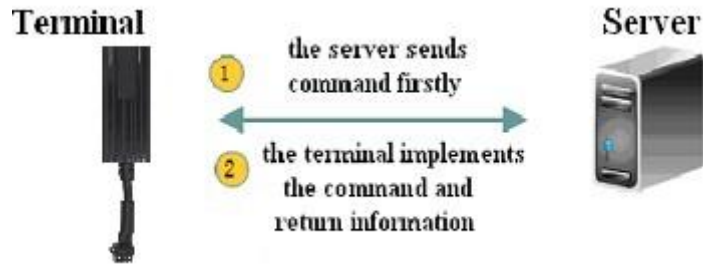 Terminal
Server
1
the server sends
command firstly
2
the terminal implements
the command and
return information